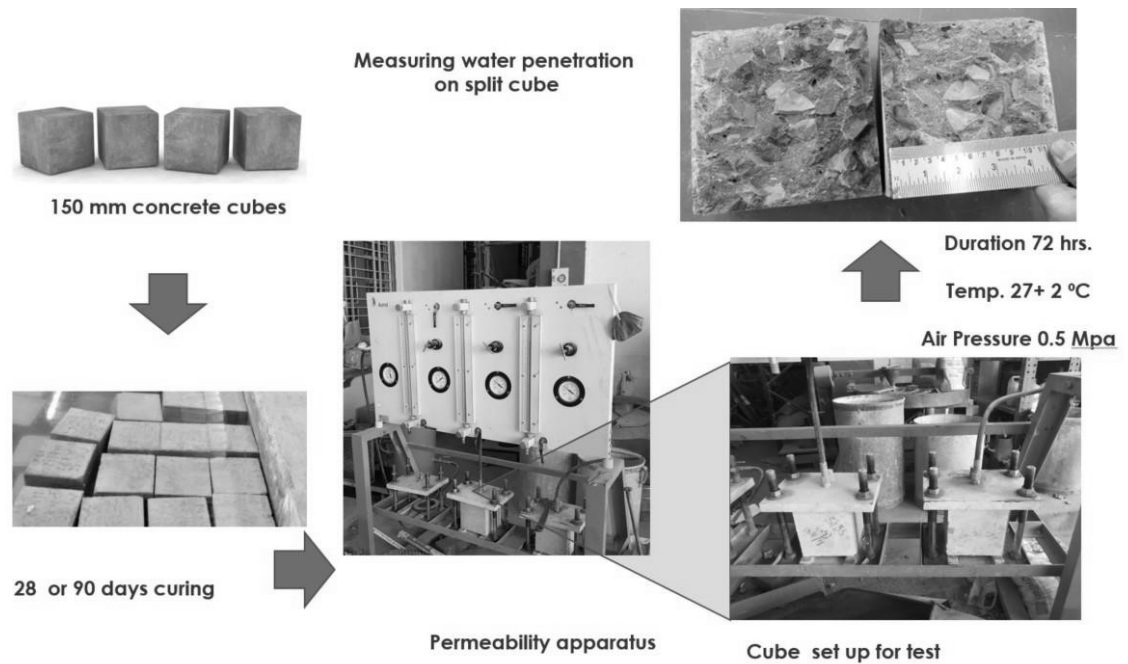 Measuring water penetration
on split cube
150 mm concrete cubes
Duration 72 hrs.
Temp. 27+ 2 ºC
Air Pressure 0.5 Mpa
28 or 90 days curing
Permeability apparatus
Cube set up for test